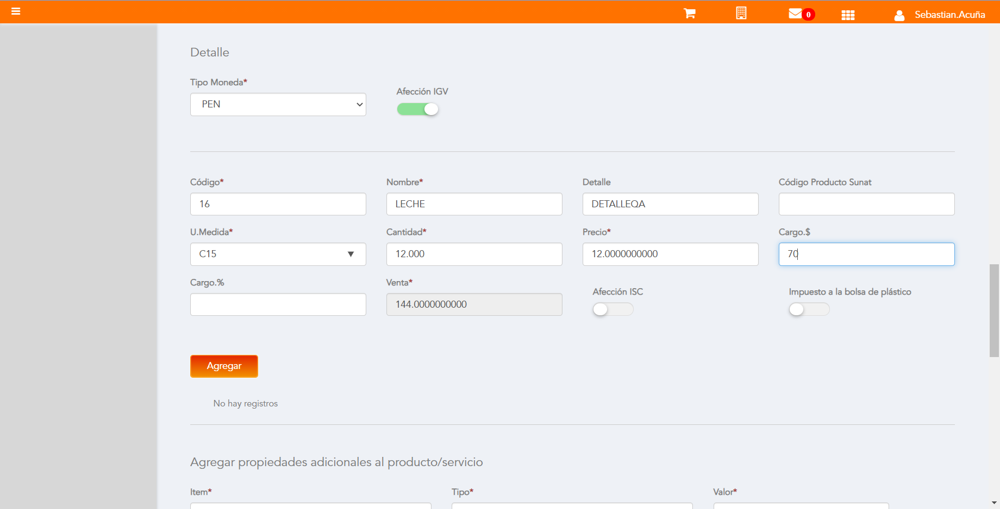 0
Sebastian.Acuña
Detalle
Tipo Moneda*
Afección IGV
PEN
Código*
Nombre*
Detalle
Código Producto Sunat
16
LECHE
DETALLEQA
U.Medida*
Cantidad*
Precio*
Cargo.$
C15
12.000
12.0000000000
70
Cargo.%
Venta*
Afección ISC
Impuesto a la bolsa de plástico
144.0000000000
Agregar
No hay registros
Agregar propiedades adicionales al producto/servicio
Item*
Tipo*
Valor*